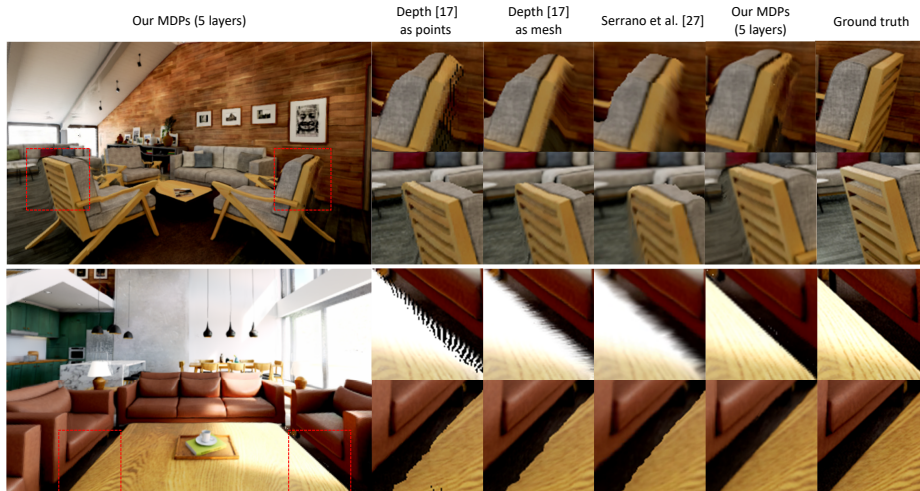 Our MDPs (5 layers)
Depth [17]
as points
Depth [17]
as mesh
Serrano et al. [27]
Our MDPs
(5 layers)
Ground truth